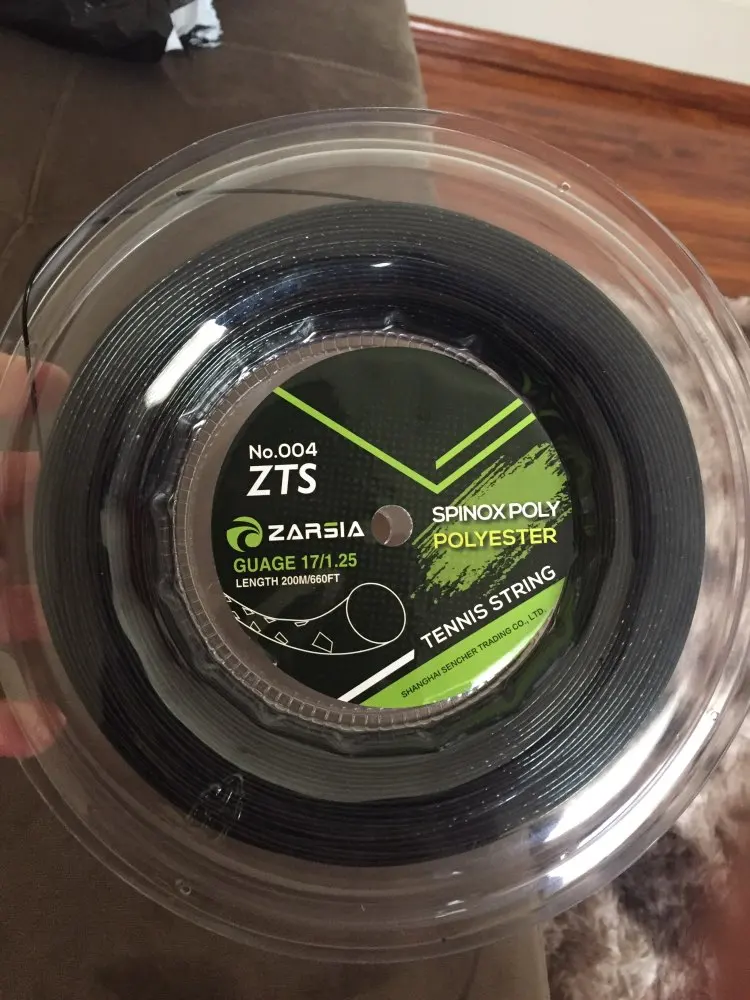 No.004
ZTS
ZARSIA
GUAGE 17/1.25
LENGTH 200M/660FT
SPINOX POLY
POLYESTER
TENNIS STRING
SHANGHAI SENCHER TRADING CO., LTD.